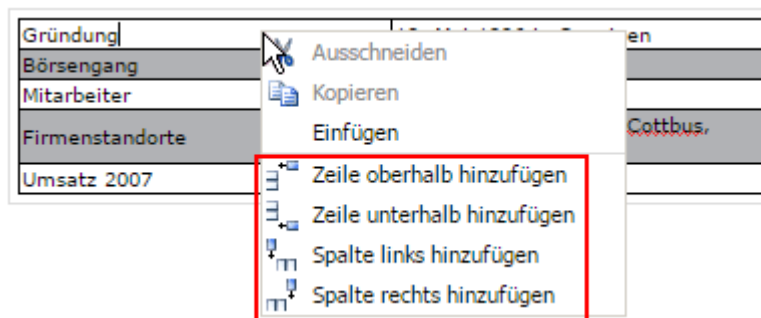 Gründung en
Börsengang
Mitarbeiter
Firmenstandorte Cottbus,
Umsatz 2007
Ausschneiden
Kopieren
Einfügen
Zeile oberhalb hinzufügen
Zeile unterhalb hinzufügen
Spalte links hinzufügen
Spalte rechts hinzufügen